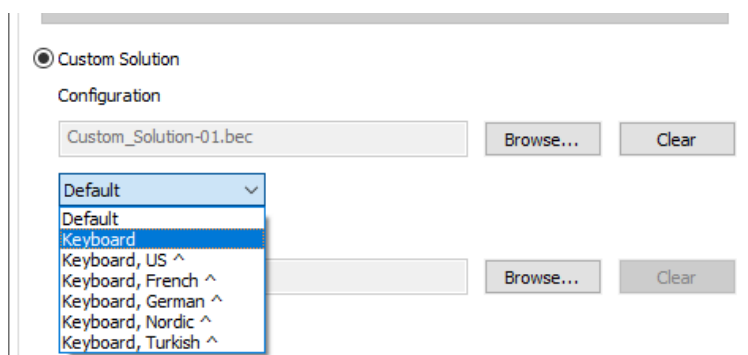 Custom Solution
Configuration
Custom_Solution-01.bec
Browse...
Clear
Default
Default
Keyboard
Keyboard, US ^
Keyboard, French ^
Browse...
Clear
Keyboard, German ^
Keyboard, Nordic ^
Keyboard, Turkish ^